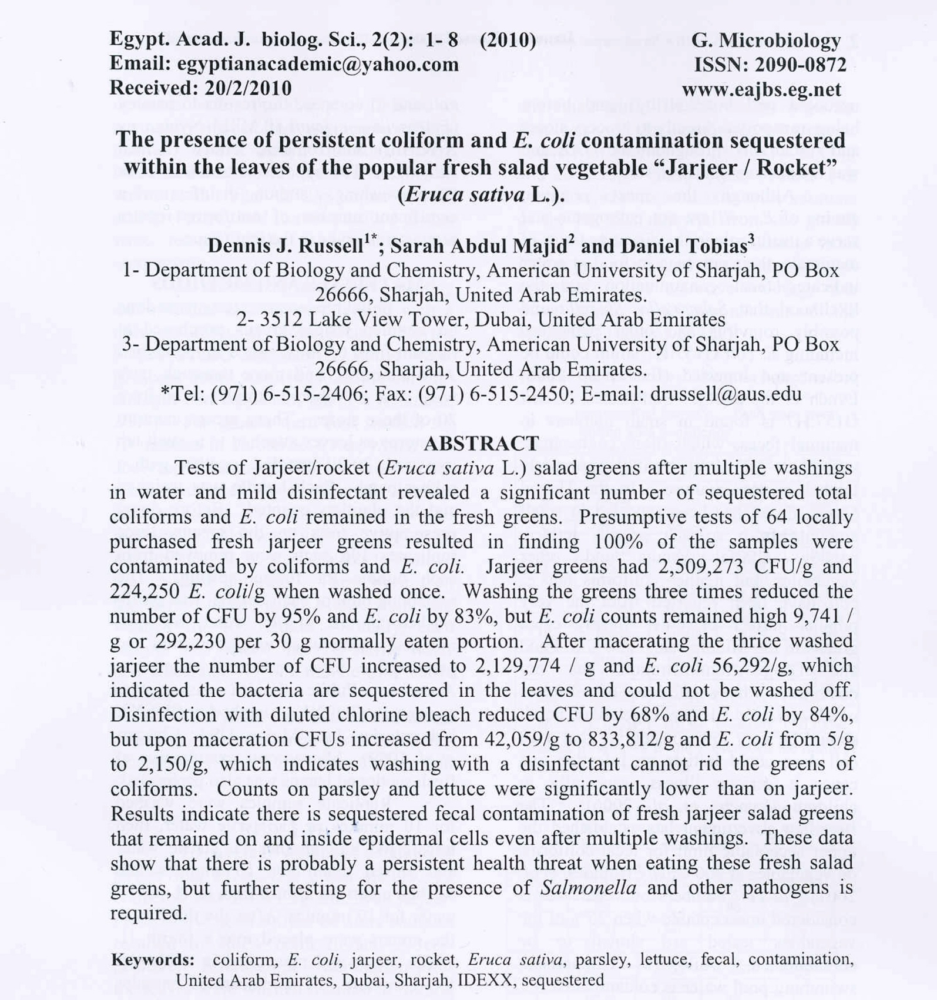 Egypt. Acad. J. biolog. Sci., 2(2): 1- 8 (2010) G. Microbiology
Email: egyptianacademic@yahoo.com ISSN: 2090-0872
Received: 20/2/2010 www.eajbs.eg.net
The presence of persistent coliform and E. coli contamination sequestered
within the leaves of the popular fresh salad vegetable “Jarjeer / Rocket”
(Eruca sativa L.).
Dennis J. Russell1*; Sarah Abdul Majid2 and Daniel Tobias3
1- Department of Biology and Chemistry, American University of Sharjah, PO Box
26666, Sharjah, United Arab Emirates.
2- 3512 Lake View Tower, Dubai, United Arab Emirates
3- Department of Biology and Chemistry, American University of Sharjah, PO Box
26666, Sharjah, United Arab Emirates.
*Tel: (971) 6-515-2406; Fax: (971) 6-515-2450; E-mail: drussell@aus.edu
ABSTRACT
Tests of Jarjeer/rocket (Eruca sativa L.) salad greens after multiple washings
in water and mild disinfectant revealed a significant number of sequestered total
coliforms and E. coli remained in the fresh greens. Presumptive tests of 64 locally
purchased fresh jarjeer greens resulted in finding 100% of the samples were
contaminated by coliforms and E. coli. Jarjeer greens had 2,509,273 CFU/g and
224,250 E. coli/g when washed once. Washing the greens three times reduced the
number of CFU by 95% and E. coli by 83%, but E. coli counts remained high 9,741 /
g or 292,230 per 30 g normally eaten portion. After macerating the thrice washed
jarjeer the number of CFU increased to 2,129,774 / g and E. coli 56,292/g, which
indicated the bacteria are sequestered in the leaves and could not be washed off.
Disinfection with diluted chlorine bleach reduced CFU by 68% and E. coli by 84%,
but upon maceration CFUs increased from 42,059/g to 833,812/g and E. coli from 5/g
to 2,150/g, which indicates washing with a disinfectant cannot rid the greens of
coliforms. Counts on parsley and lettuce were significantly lower than on jarjeer.
Results indicate there is sequestered fecal contamination of fresh jarjeer salad greens
that remained on and inside epidermal cells even after multiple washings. These data
show that there is probably a persistent health threat when eating these fresh salad
greens, but further testing for the presence of Salmonella and other pathogens is
required.
Keywords: coliform, E. coli, jarjeer, rocket, Eruca sativa, parsley, lettuce, fecal, contamination,
United Arab Emirates, Dubai, Sharjah, IDEXX, sequestered